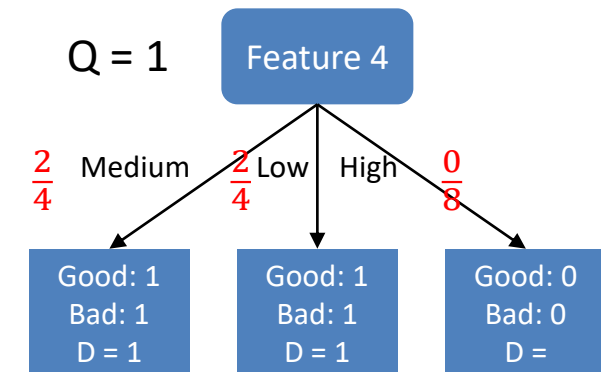 Q = 1
Feature 4
2/4 Medium 2/4 Low High 0/8
Good: 1
Bad: 1
D = 1
Good: 1
Bad: 1
D = 1
Good: 0
Bad: 0
D =